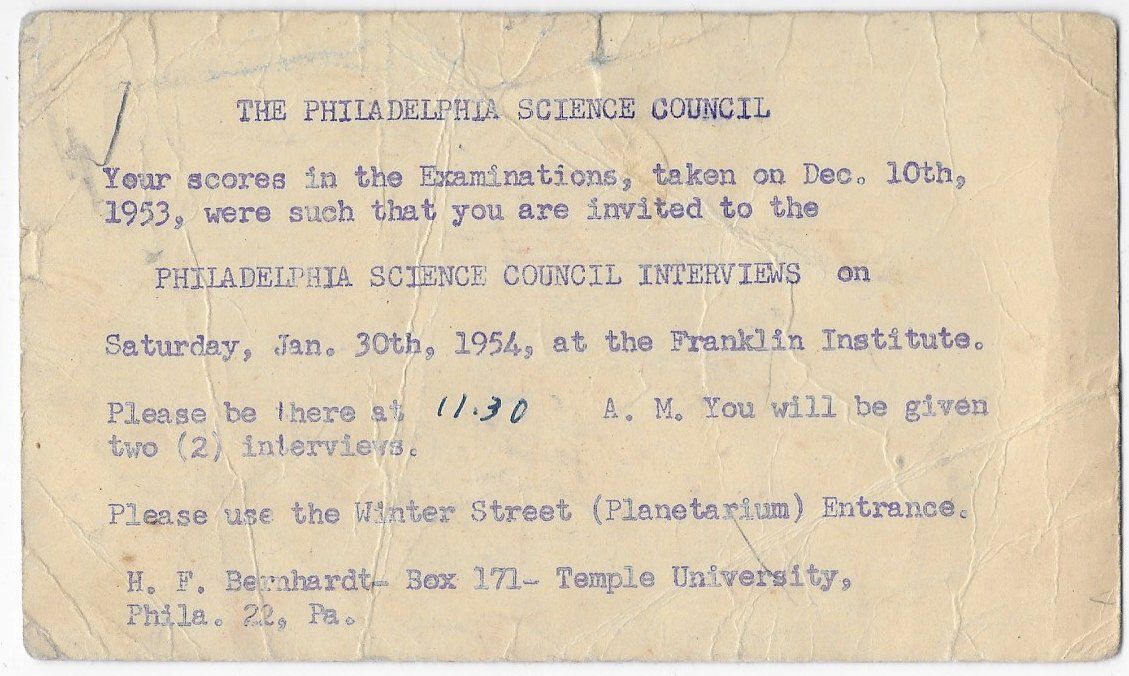 THE PHILADELPHIA SCIENCE COUNCIL
Your scores in the Examinations, taken on Dec. 10th,
1953, were such that you are invited to the
PHILADELPHIA SCIENCE COUNCIL INTERVIEWS on
Saturday, Jan. 30th, 1954, at the Franklin Institute.
Please be there at 11.30 A. M. You will be given
two (2) interviews.
Please use the Winter Street (Planetarium) Entrance.
H. F. Bernhardt- Box 171- Temple University,
Phila. 22, Pa.